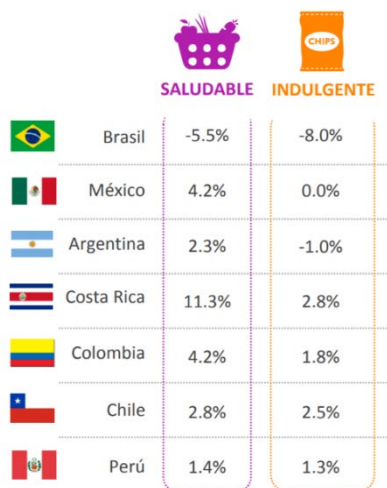 CHIPS
SALUDABLE INDULGENTE
Brasil -5.5% -8.0%
México 4.2% 0.0%
Argentina 2.3% -1.0%
Costa Rica 11.3% 2.8%
Colombia 4.2% 1.8%
Chile 2.8% 2.5%
Perú 1.4% 1.3%